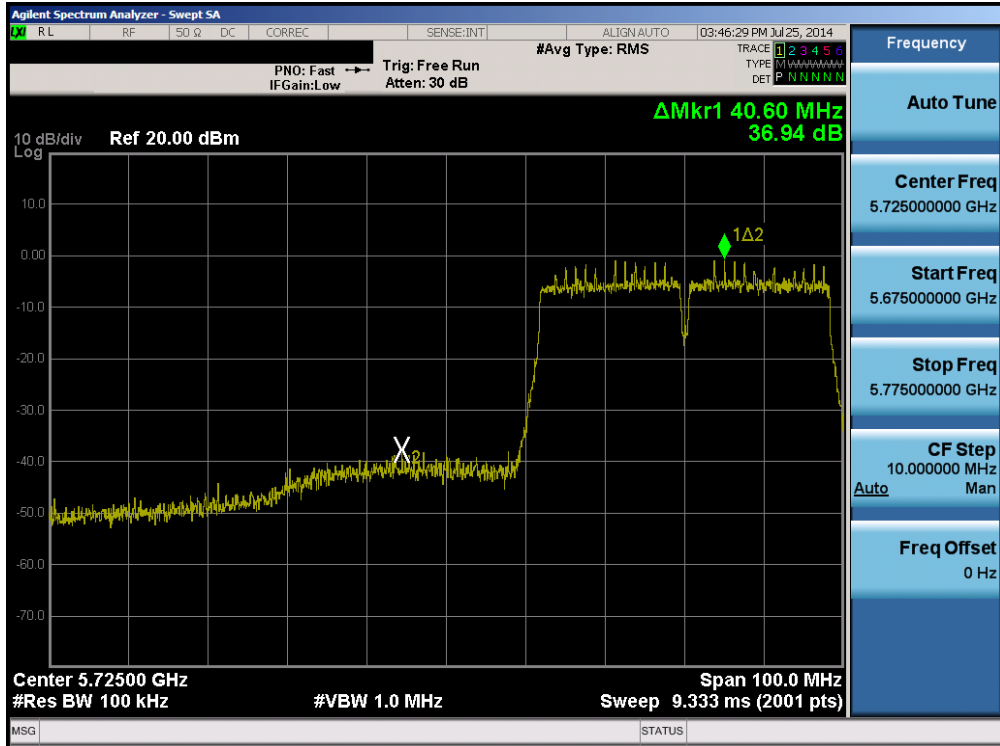 Agilent Spectrum Analyzer - Swept SA
LXI RL RF 50 Ω DC CORREC SENSE:INT ALIGN AUTO 03:46:29 PM Jul 25, 2014
#Avg Type: RMS TRACE 1 2 3 4 5 6
PNO: Fast Trig: Free Run TYPE M WWWWW
IFGain:Low Atten: 30 dB DET P N N N N N
ΔMkr1 40.60 MHz
36.94 dB
10 dB/div Ref 20.00 dBm
Log
10.0
0.00
-10.0
-20.0
-30.0
-40.0
-50.0
-60.0
-70.0
1Δ2
X2
Center 5.72500 GHz Span 100.0 MHz
#Res BW 100 kHz #VBW 1.0 MHz Sweep 9.333 ms (2001 pts)
MSG STATUS
Frequency
Auto Tune
Center Freq
5.725000000 GHz
Start Freq
5.675000000 GHz
Stop Freq
5.775000000 GHz
CF Step
10.000000 MHz
Auto Man
Freq Offset
0 Hz